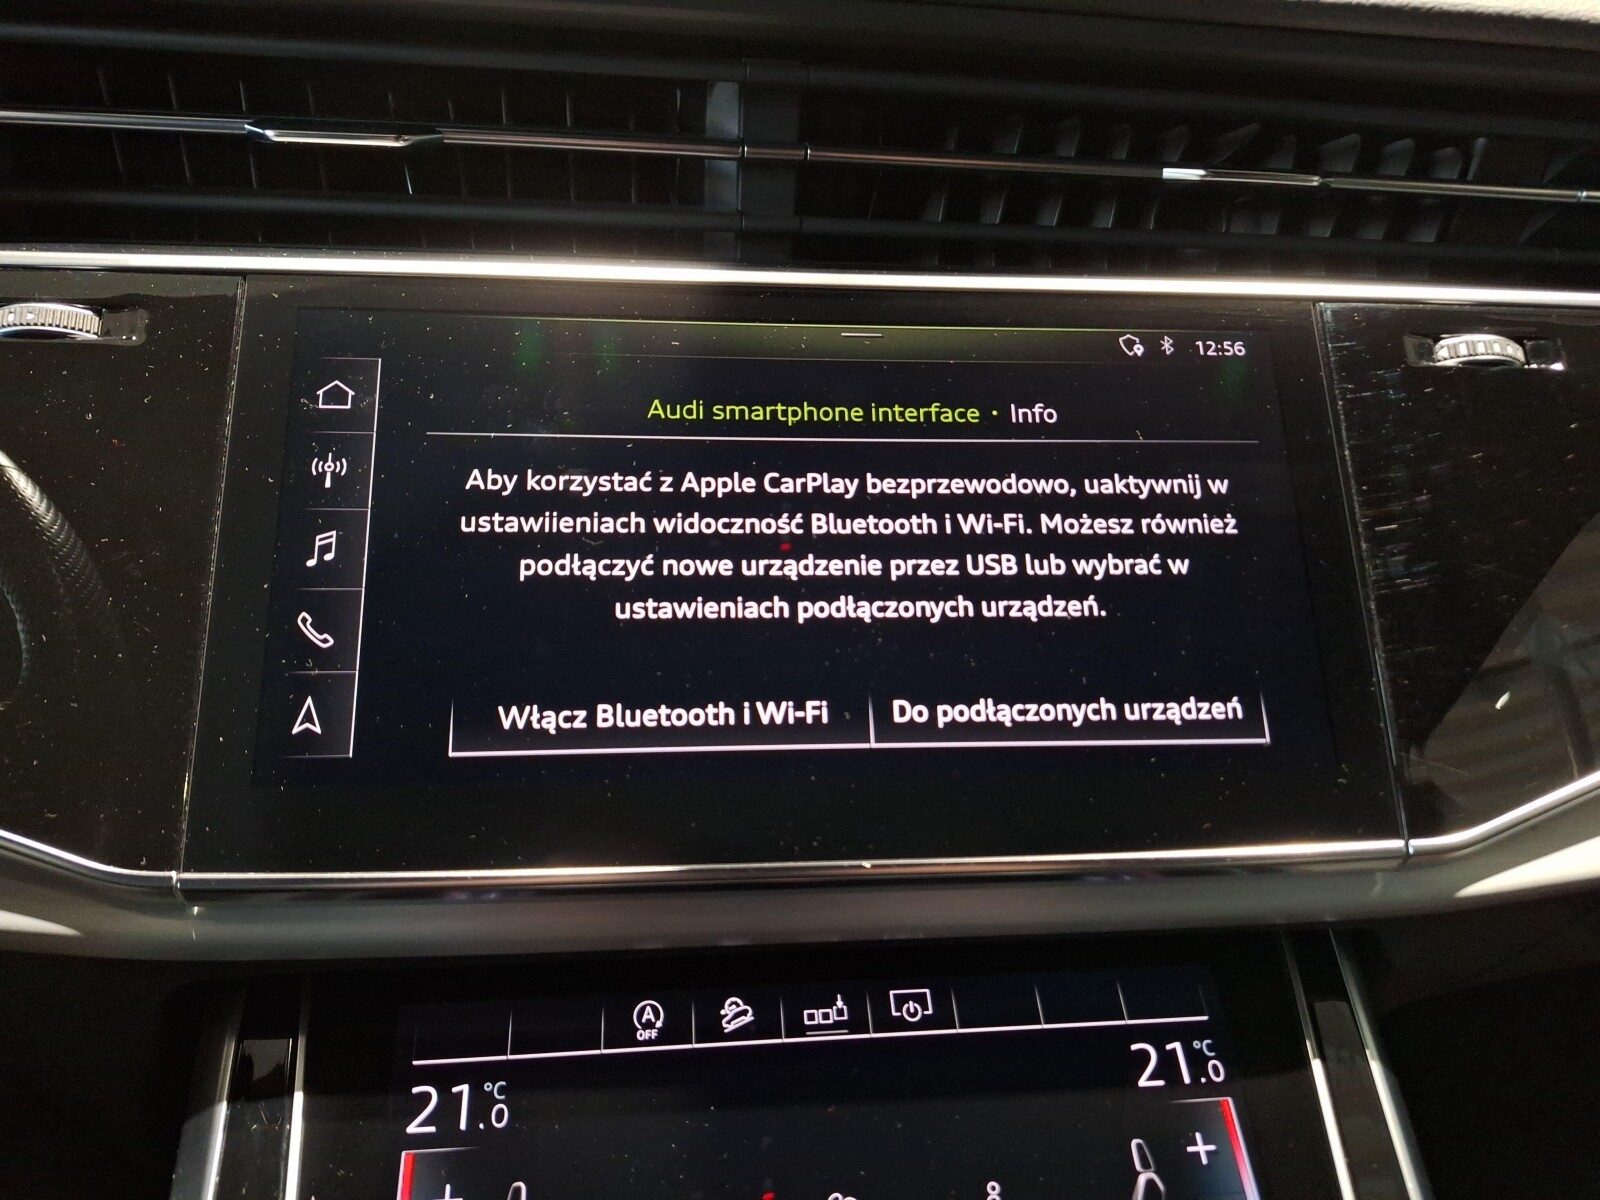 12:56
Audi smartphone interface · Info
Aby korzystać z Apple CarPlay bezprzewodowo, uaktywnij w
ustawiieniach widoczność Bluetooth i Wi-Fi. Możesz również
podłączyć nowe urządzenie przez USB lub wybrać w
ustawieniach podłączonych urządzeń.
Włącz Bluetooth i Wi-Fi
Do podłączonych urządzeń
A
OFF
21.0 °C
21.0 °C
+
+